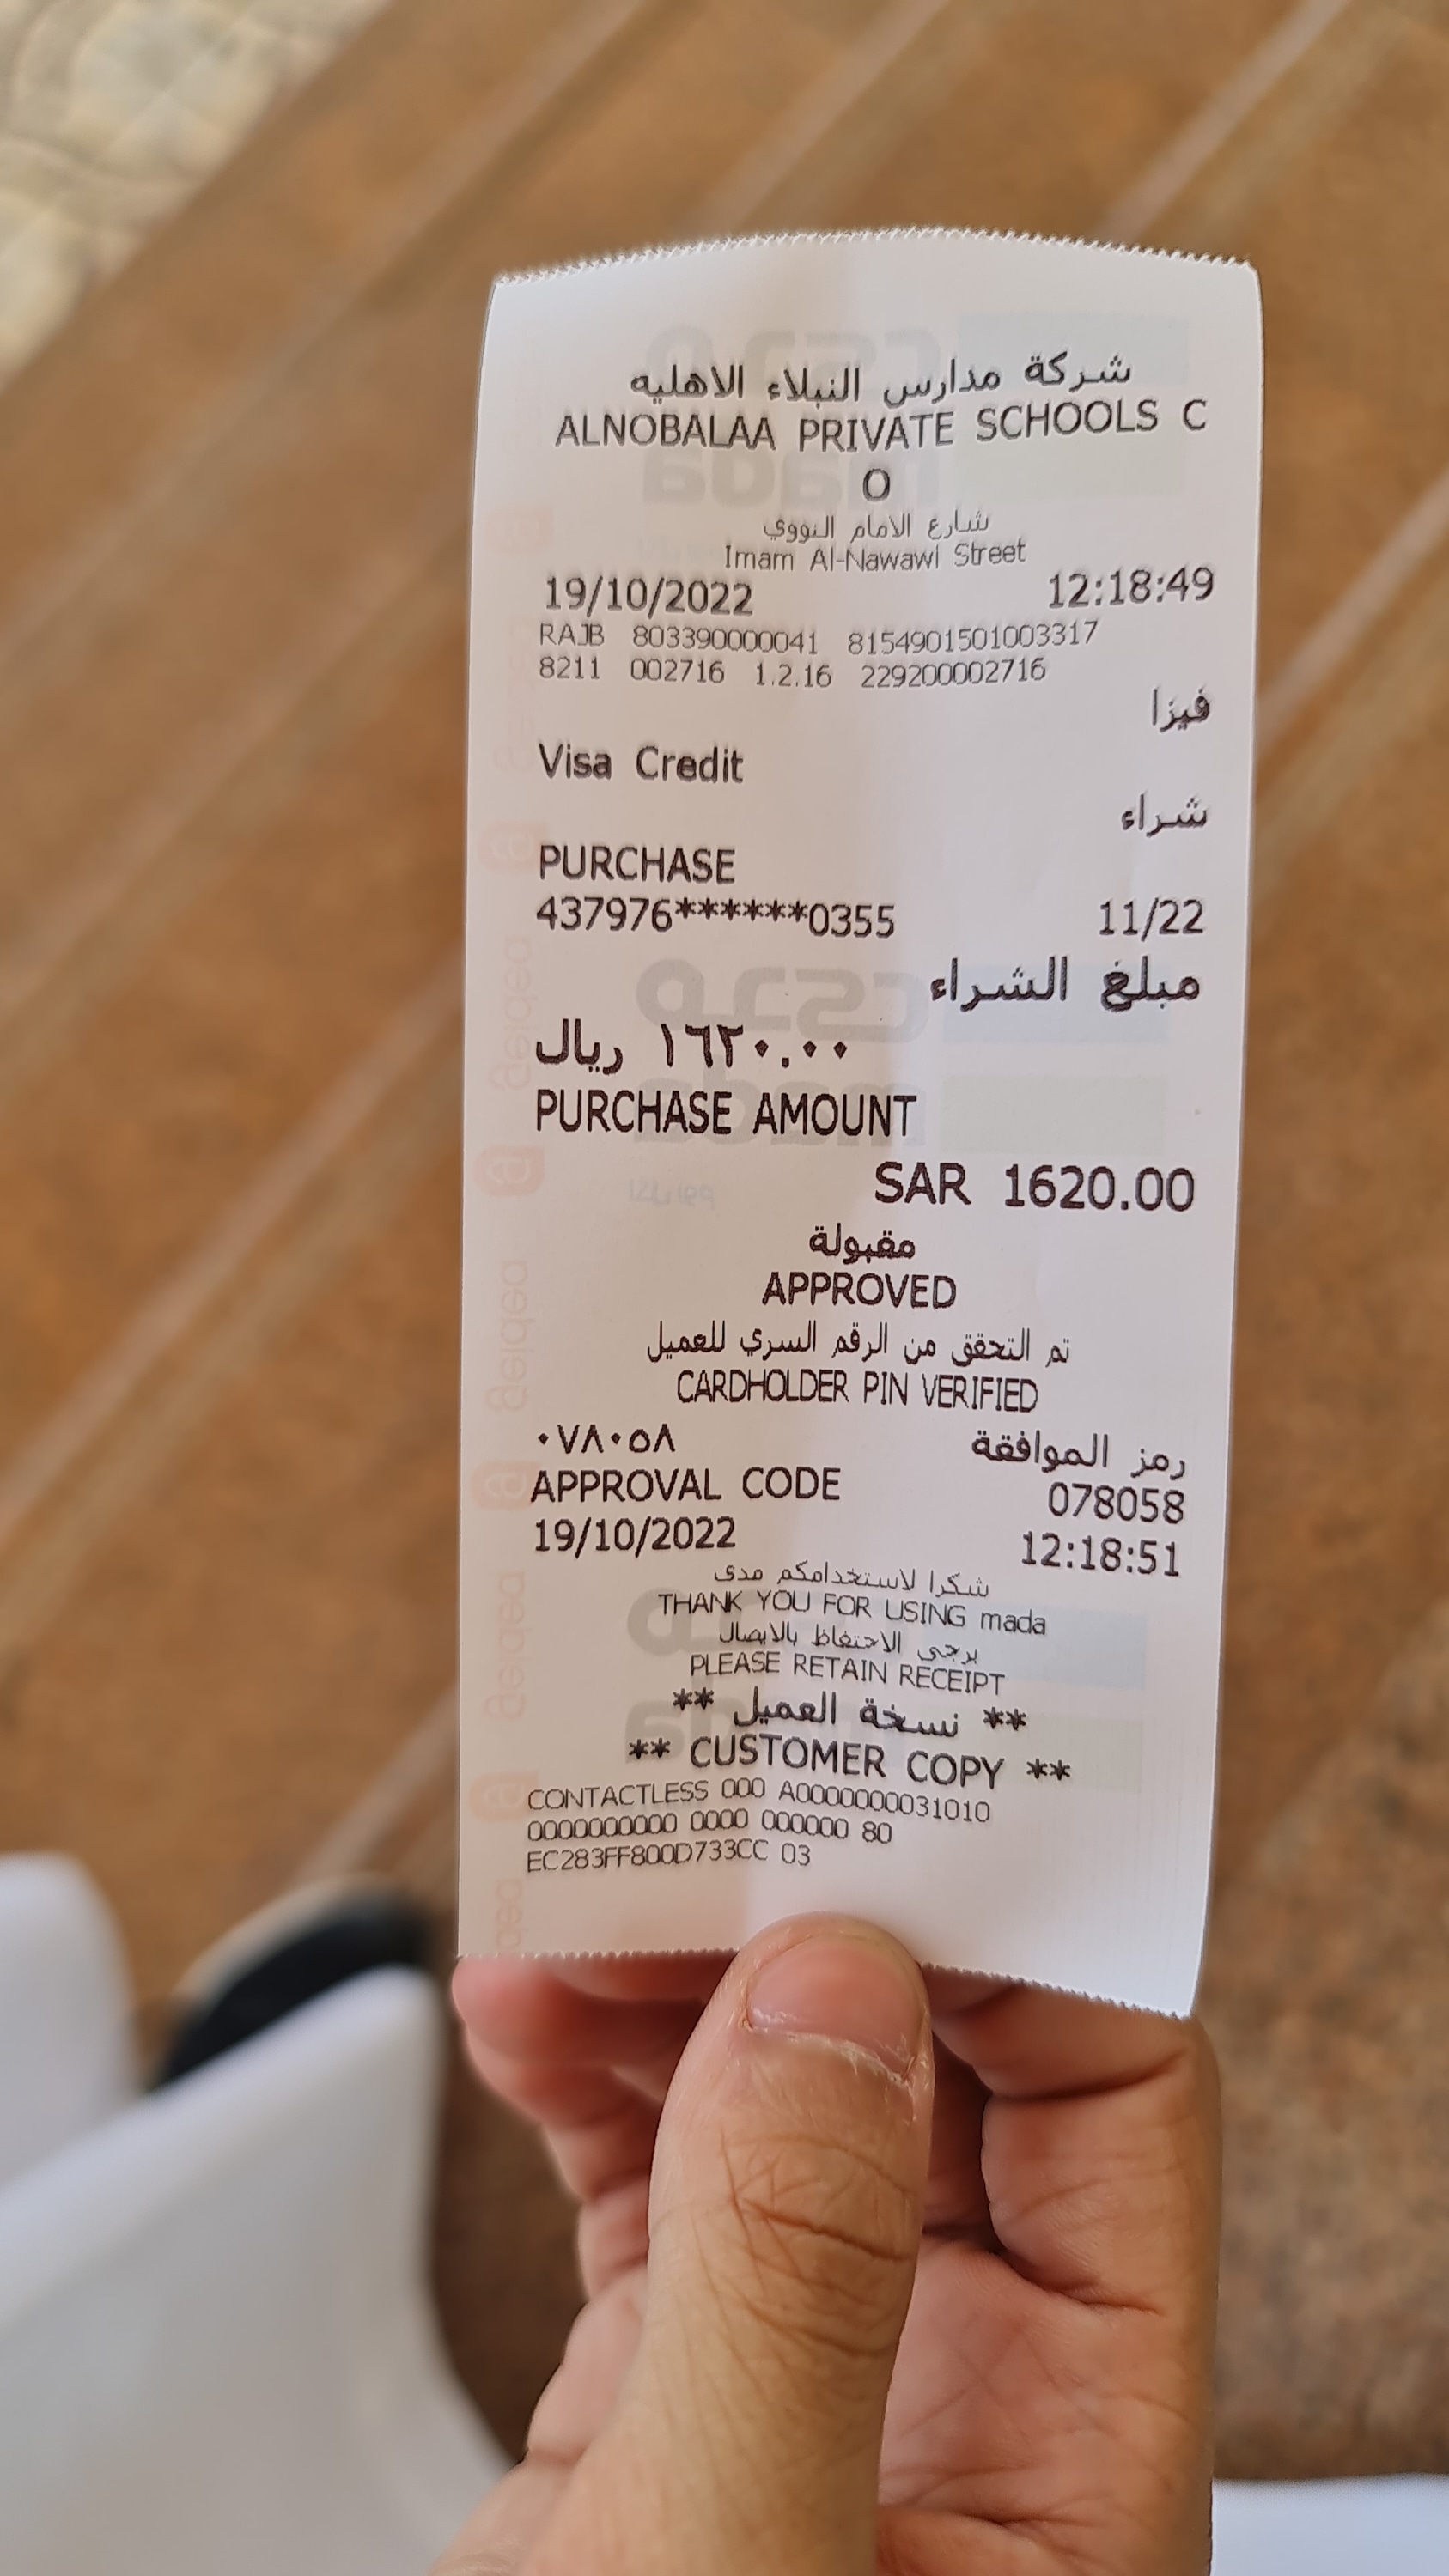 شركة مدارس النبلاء الاهليه
ALNOBALAA PRIVATE SCHOOLS C
O
شارع الامام النووي
Imam Al-Nawawi Street
19/10/2022 12:18:49
RAJB 803390000041 8154901501003317
8211 002716 1.2.16 229200002716
فيزا
Visa Credit
شراء
PURCHASE
437976******0355 11/22
مبلغ الشراء
١٦٢٠.٠٠ ريال
PURCHASE AMOUNT
SAR 1620.00
مقبولة
APPROVED
تم التحقق من الرقم السري للعميل
CARDHOLDER PIN VERIFIED
رمز الموافقة ٠٧٨٠٥٨
APPROVAL CODE 078058
19/10/2022 12:18:51
شكرا لاستخدامكم مدى
THANK YOU FOR USING mada
يرجى الاحتفاظ بالايصال
PLEASE RETAIN RECEIPT
** نسخة العميل **
** CUSTOMER COPY **
CONTACTLESS 000 A0000000031010
0000000000 0000 000000 80
EC283FF800D733CC 03